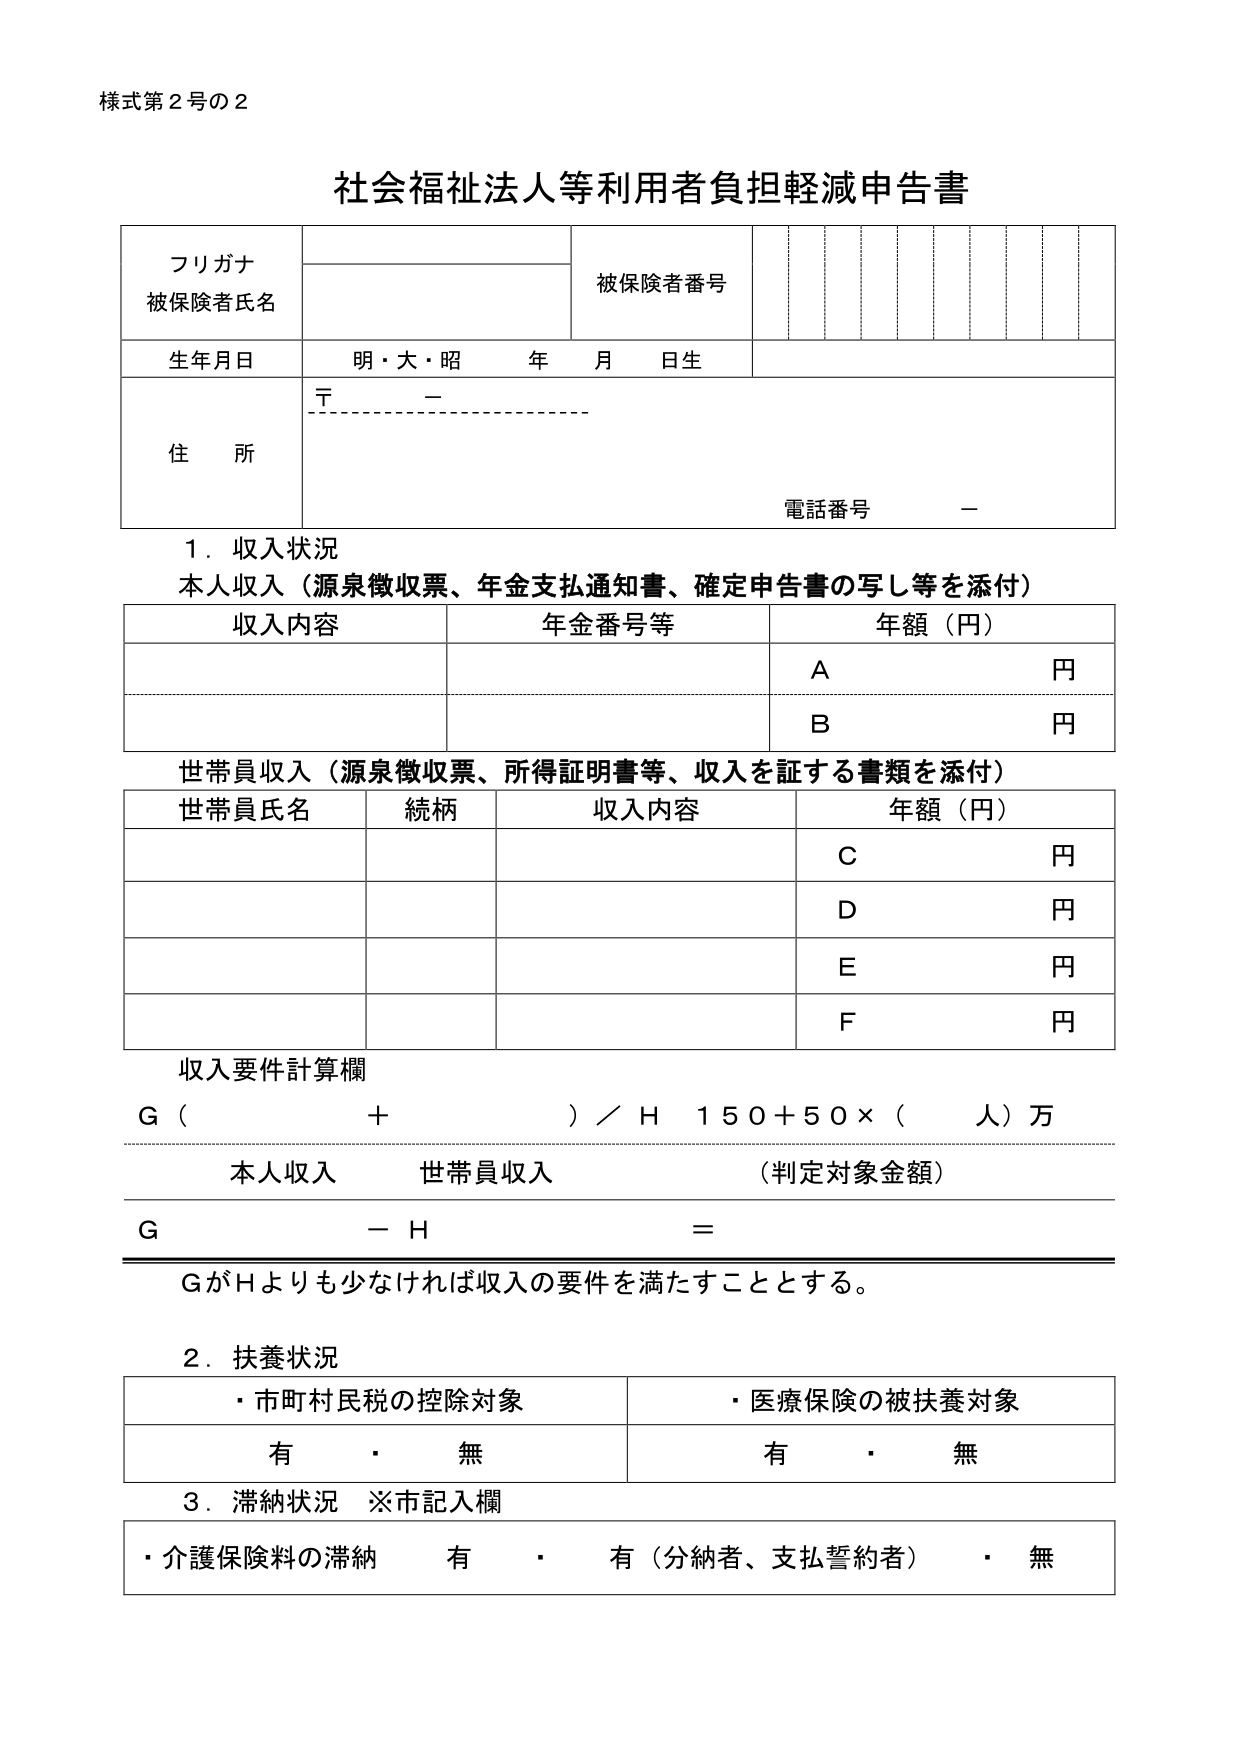 様式第２号の２
社会福祉法人等利用者負担軽減申告書
フリガナ
被保険者氏名
被保険者番号
生年月日　明・大・昭　　年　　月　　日生
〒　　－
住　所
電話番号　　－
１．収入状況
本人収入（源泉徴収票、年金支払通知書、確定申告書の写し等を添付）
収入内容　年金番号等　年額（円）
Ａ　円
Ｂ　円
世帯員収入（源泉徴収票、所得証明書等、収入を証する書類を添付）
世帯員氏名　続柄　収入内容　年額（円）
Ｃ　円
Ｄ　円
Ｅ　円
Ｆ　円
収入要件計算欄
Ｇ（　　　＋　　　）／Ｈ　１５０＋５０×（　　人）万
本人収入　世帯員収入　（判定対象金額）
Ｇ　　　－Ｈ　　　＝
ＧがＨよりも少なければ収入の要件を満たすこととする。
２．扶養状況
・市町村民税の控除対象　・医療保険の被扶養対象
有　・　無　有　・　無
３．滞納状況　※市記入欄
・介護保険料の滞納　有　・　有（分納者、支払誓約者）　・　無